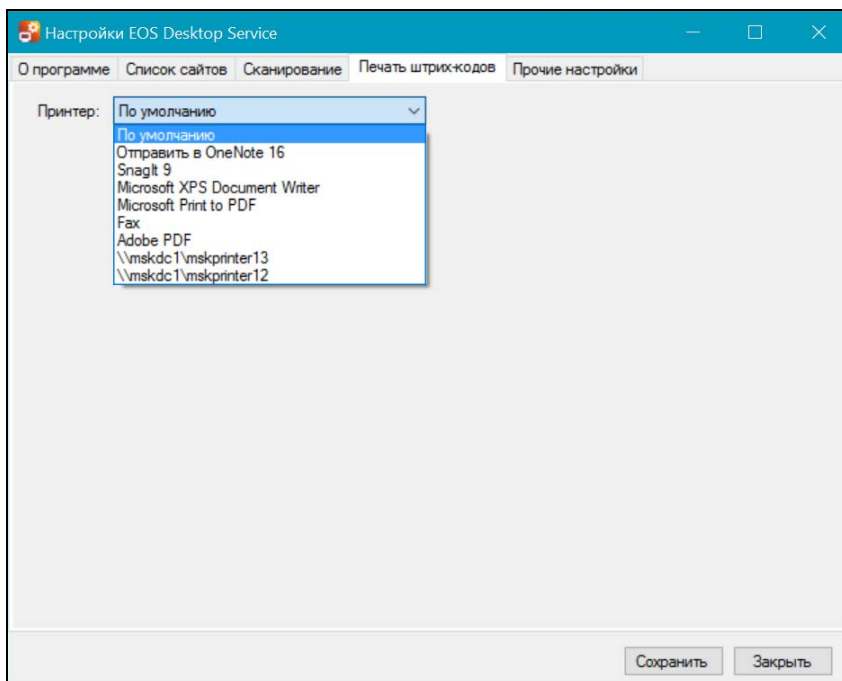 Настройки EOS Desktop Service
О программе Список сайтов Сканирование Печать штрих-кодов Прочие настройки
Принтер: По умолчанию
По умолчанию
Отправить в OneNote 16
SnagIt 9
Microsoft XPS Document Writer
Microsoft Print to PDF
Fax
Adobe PDF
\\mskdc1\mskprinter13
\\mskdc1\mskprinter12
Сохранить Закрыть